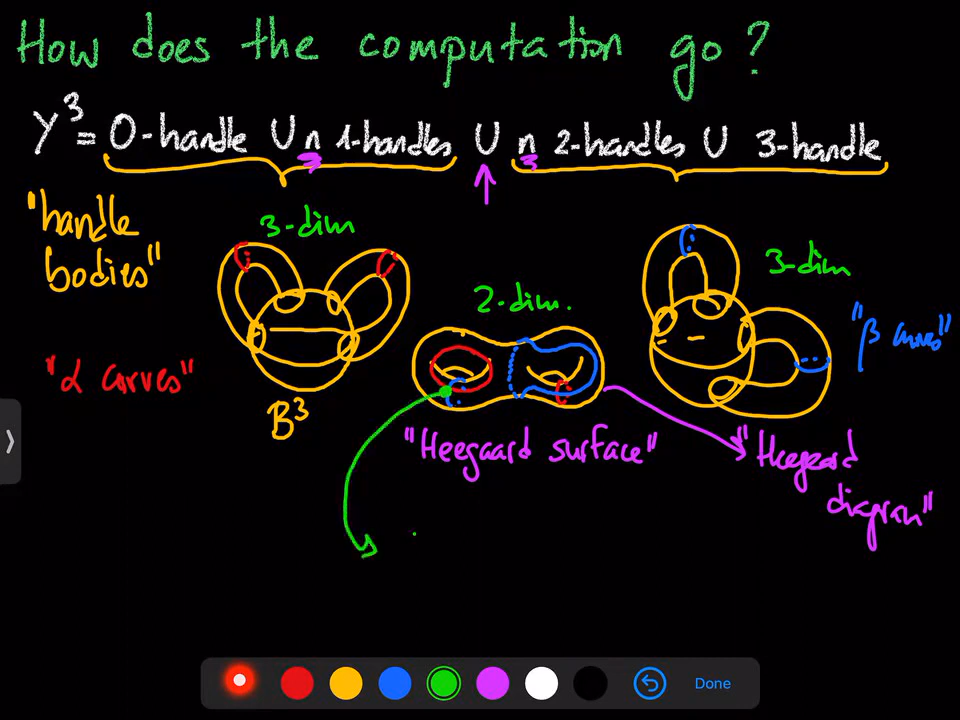 How does the computation go?
Y³ = 0-handle U n 1-handles U n 2-handles U 3-handle
"handle
bodies"
3-dim
3-dim
2-dim.
"β curves"
"α curves"
B³
"Heegaard surface"
"Heegaard
diagram"
Done